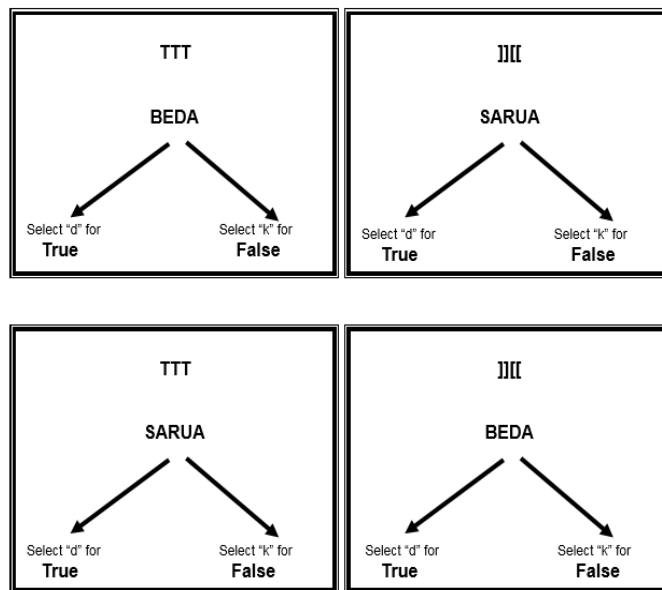 TTT
BEDA
Select “d” for
True
Select “k” for
False
]][[
SARUA
Select “d” for
True
Select “k” for
False
TTT
SARUA
Select “d” for
True
Select “k” for
False
]][[
BEDA
Select “d” for
True
Select “k” for
False